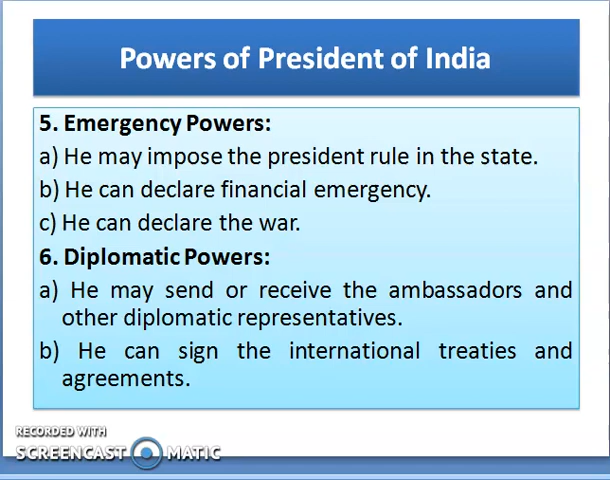 Powers of President of India
5. Emergency Powers:
a) He may impose the president rule in the state.
b) He can declare financial emergency.
c) He can declare the war.
6. Diplomatic Powers:
a) He may send or receive the ambassadors and
other diplomatic representatives.
b) He can sign the international treaties and
agreements.
RECORDED WITH
SCREENCAST MATIC